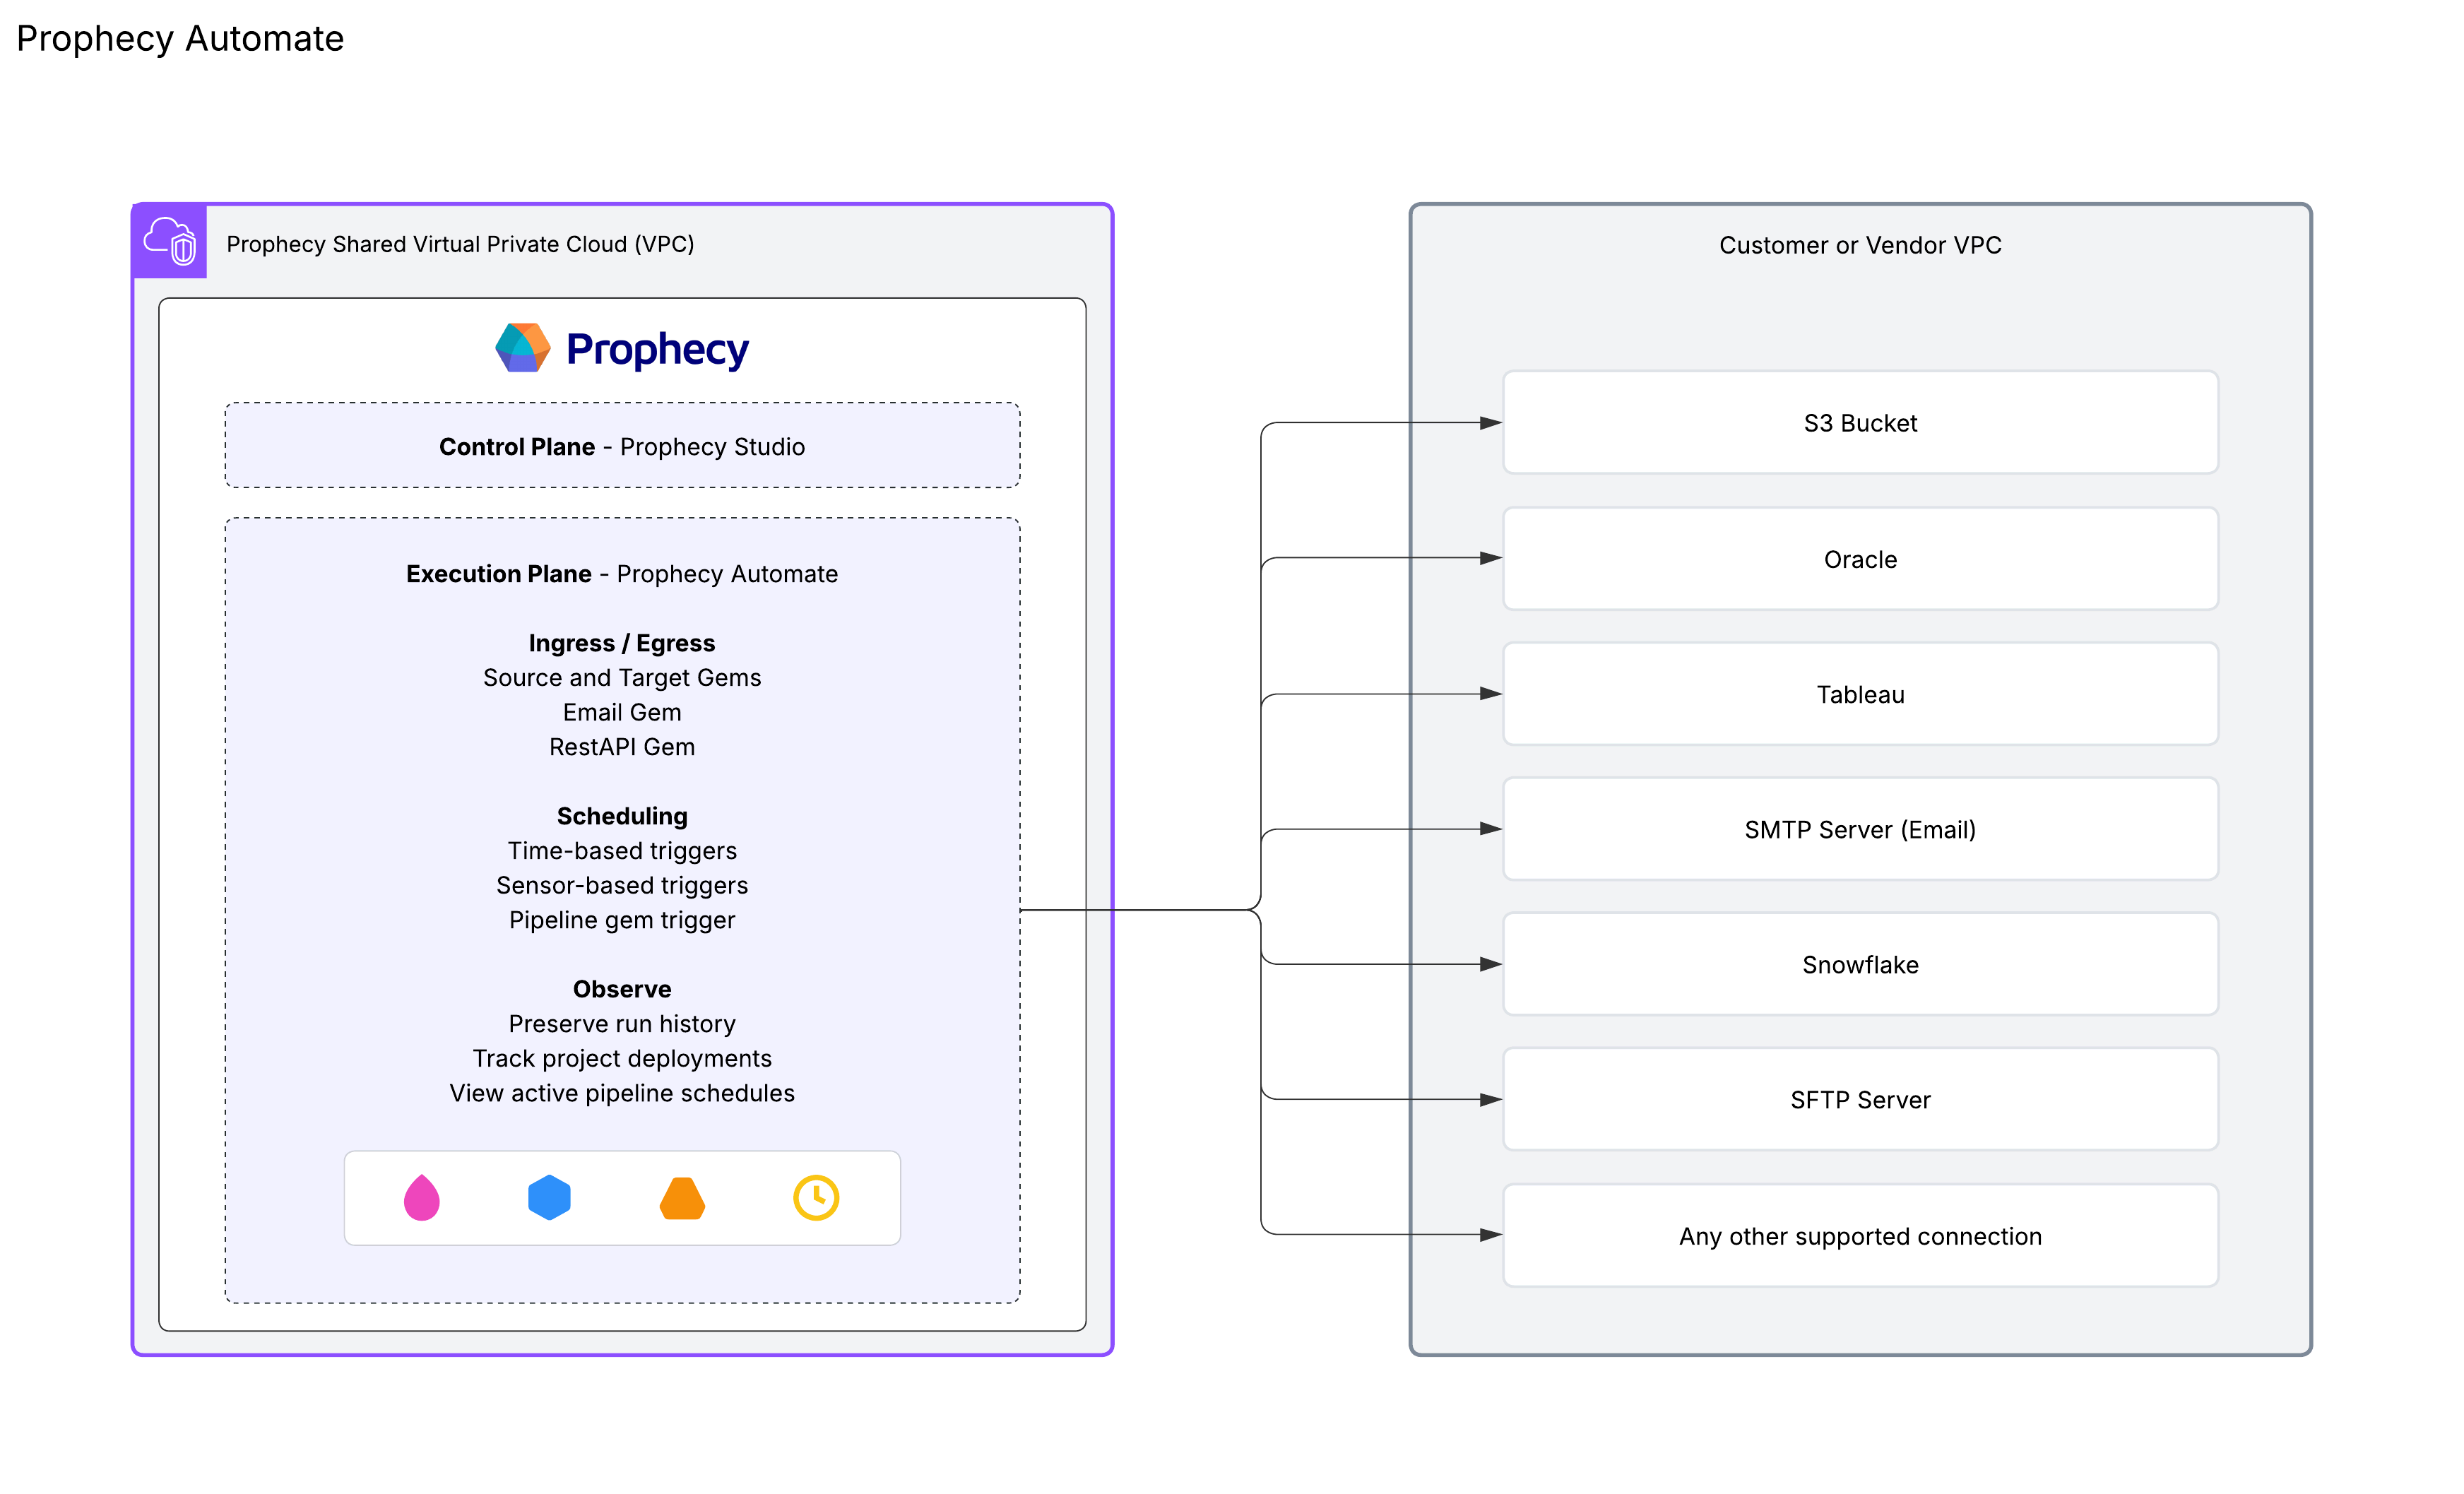 Prophecy Automate
Prophecy Shared Virtual Private Cloud (VPC)
Prophecy
Control Plane - Prophecy Studio
Execution Plane - Prophecy Automate
Ingress / Egress
Source and Target Gems
Email Gem
RestAPI Gem
Scheduling
Time-based triggers
Sensor-based triggers
Pipeline gem trigger
Observe
Preserve run history
Track project deployments
View active pipeline schedules
Customer or Vendor VPC
S3 Bucket
Oracle
Tableau
SMTP Server (Email)
Snowflake
SFTP Server
Any other supported connection